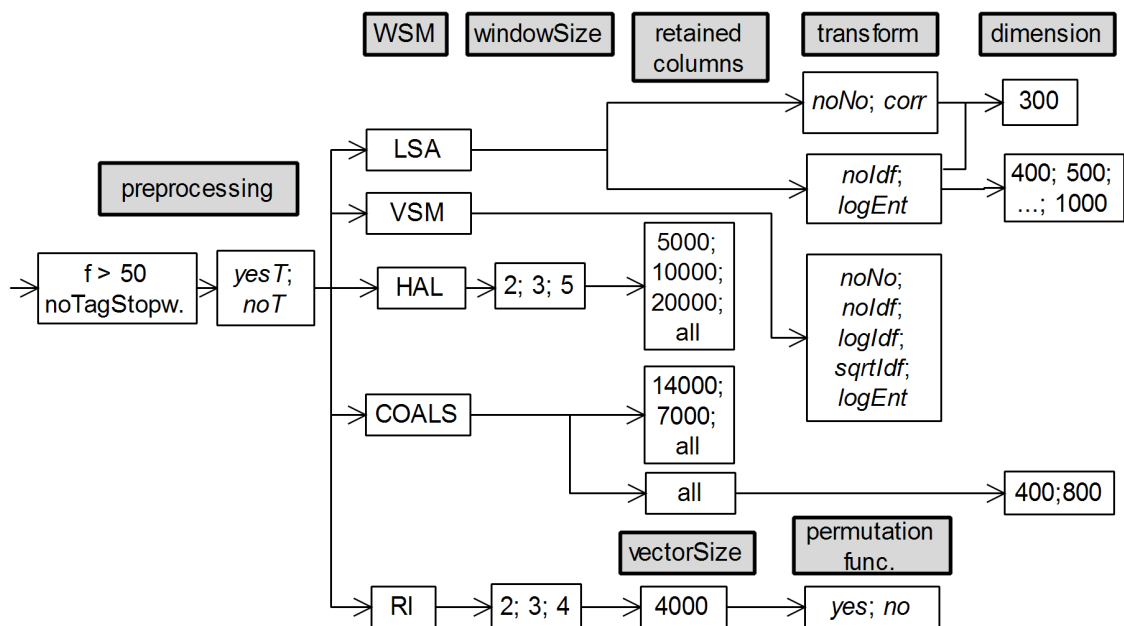 WSM
windowSize
retained
columns
transform
dimension
noNo; corr
300
LSA
preprocessing
noIdf;
logEnt
400; 500;
...; 1000
VSM
f > 50
noTagStopw.
yesT;
noT
HAL
2; 3; 5
5000;
10000;
20000;
all
noNo;
noIdf;
logIdf;
sqrtIdf;
logEnt
COALS
14000;
7000;
all
all
400;800
vectorSize
permutation
func.
RI
2; 3; 4
4000
yes; no